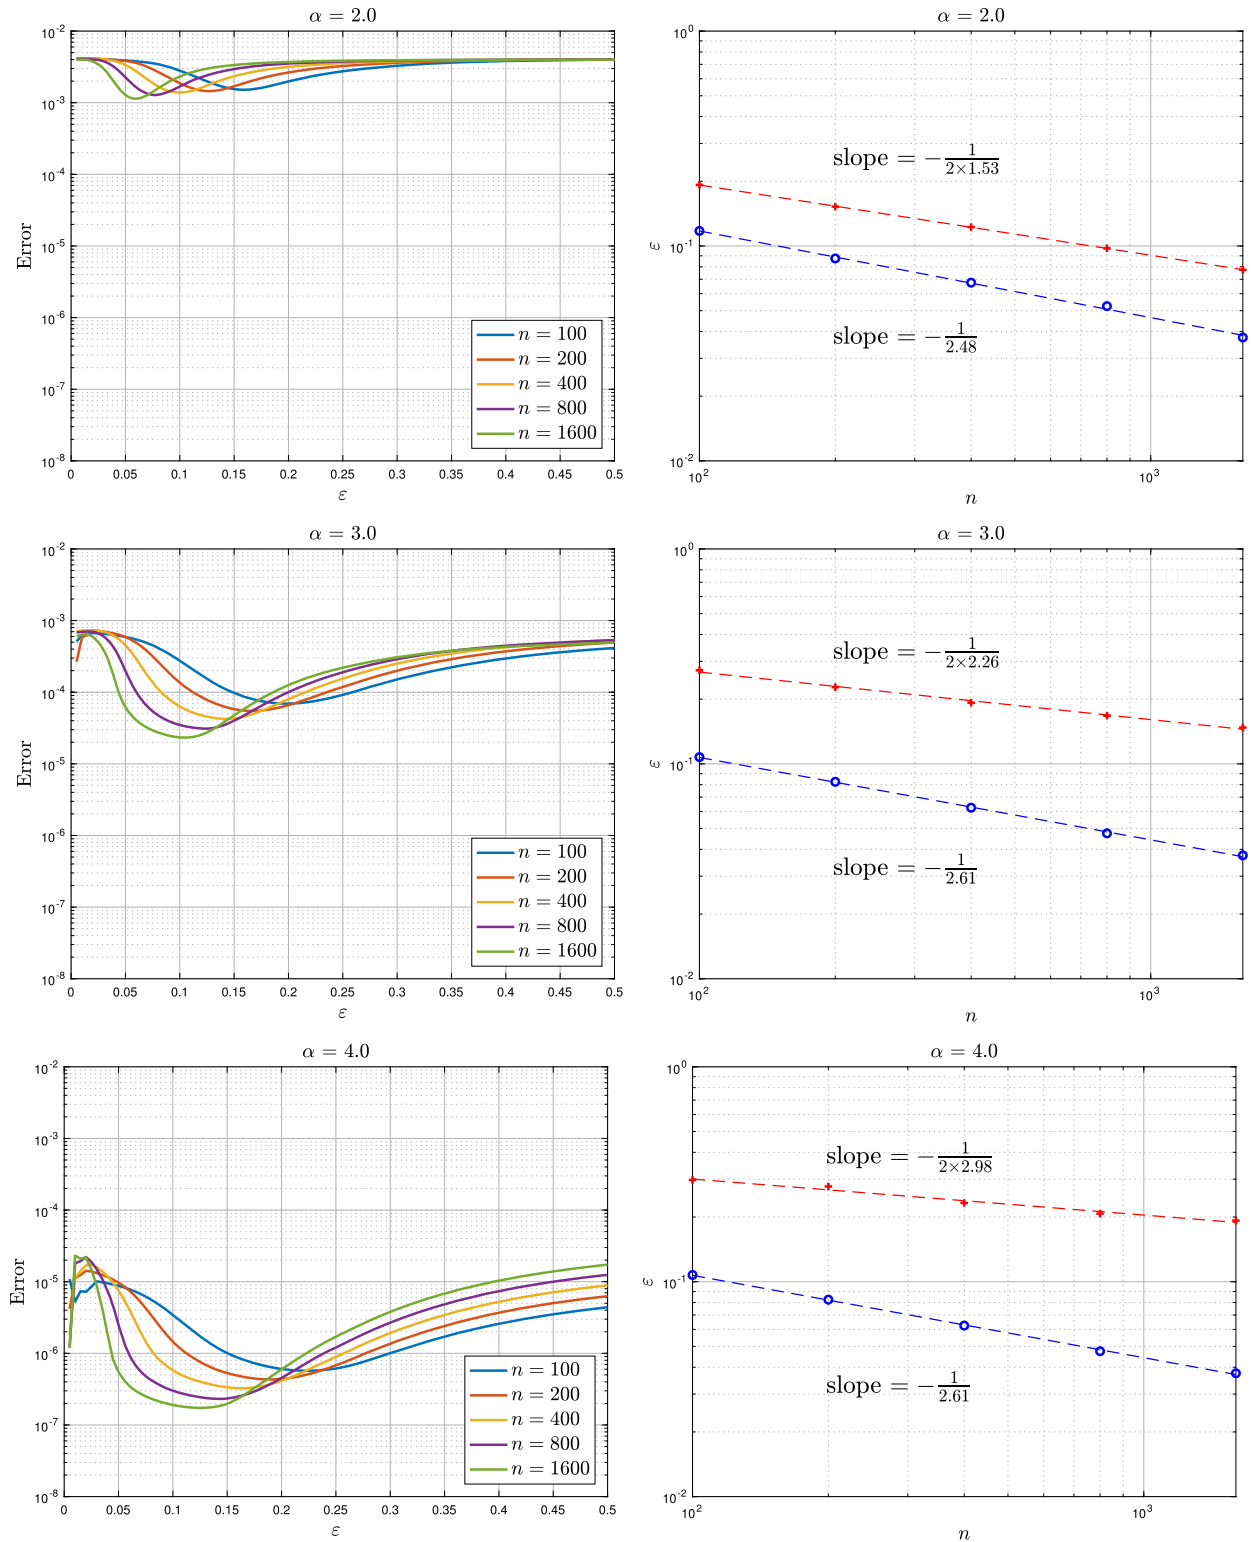 α = 2.0
10^-2
10^-3
10^-4
10^-5
10^-6
10^-7
10^-8
Error
n = 100
n = 200
n = 400
n = 800
n = 1600
0 0.05 0.1 0.15 0.2 0.25 0.3 0.35 0.4 0.45 0.5
ε
α = 2.0
10^0
10^-1
10^-2
ε
slope = −1/(2×1.53)
slope = −1/2.48
10^2 10^3
n
α = 3.0
10^-2
10^-3
10^-4
10^-5
10^-6
10^-7
10^-8
Error
n = 100
n = 200
n = 400
n = 800
n = 1600
0 0.05 0.1 0.15 0.2 0.25 0.3 0.35 0.4 0.45 0.5
ε
α = 3.0
10^0
10^-1
10^-2
ε
slope = −1/(2×2.26)
slope = −1/2.61
10^2 10^3
n
α = 4.0
10^-2
10^-3
10^-4
10^-5
10^-6
10^-7
10^-8
Error
n = 100
n = 200
n = 400
n = 800
n = 1600
0 0.05 0.1 0.15 0.2 0.25 0.3 0.35 0.4 0.45 0.5
ε
α = 4.0
10^0
10^-1
10^-2
ε
slope = −1/(2×2.98)
slope = −1/2.61
10^2 10^3
n